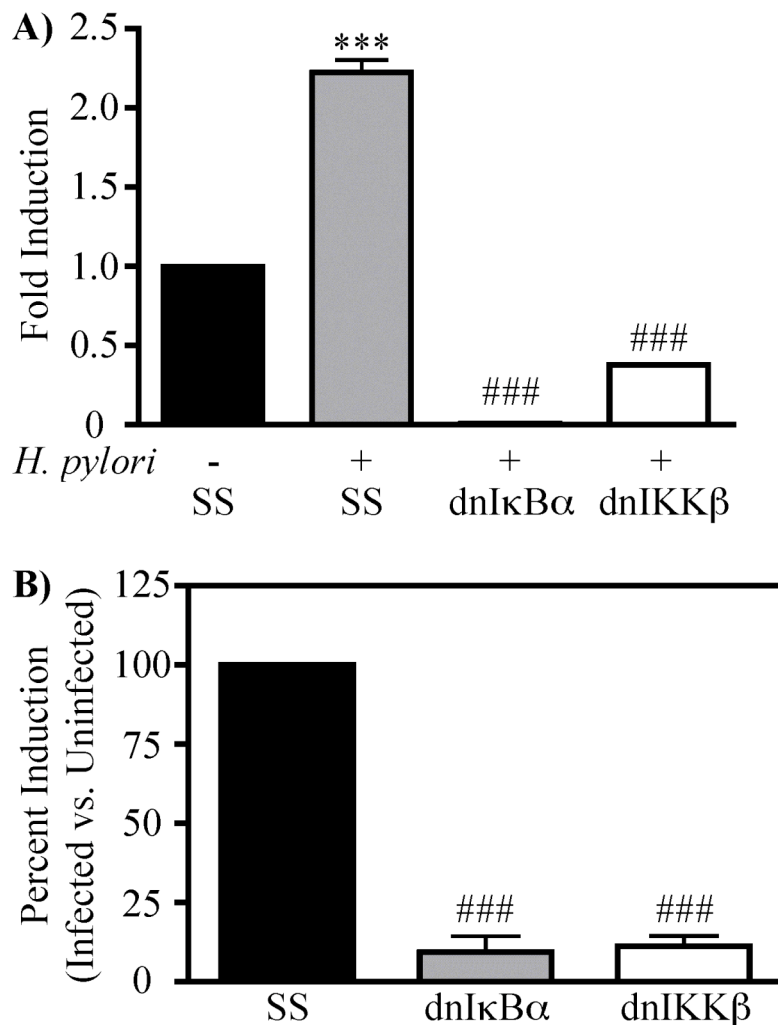 A)
Fold Induction
2.5
2.0
1.5
1.0
0.5
0
***
###
###
H. pylori - + + +
SS SS dnIκBα dnIKKβ
B)
Percent Induction
(Infected vs. Uninfected)
125
100
75
50
25
0
### ###
SS dnIκBα dnIKKβ